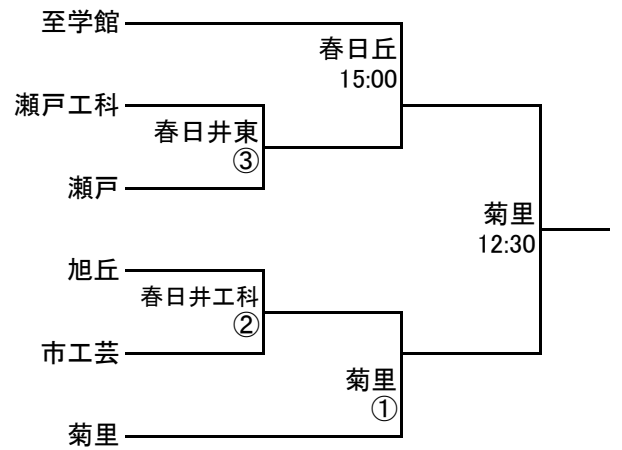 至学館
春日丘
15:00
瀬戸工科
春日井東
③
瀬戸
菊里
12:30
旭丘
春日井工科
②
市工芸
菊里
①
菊里